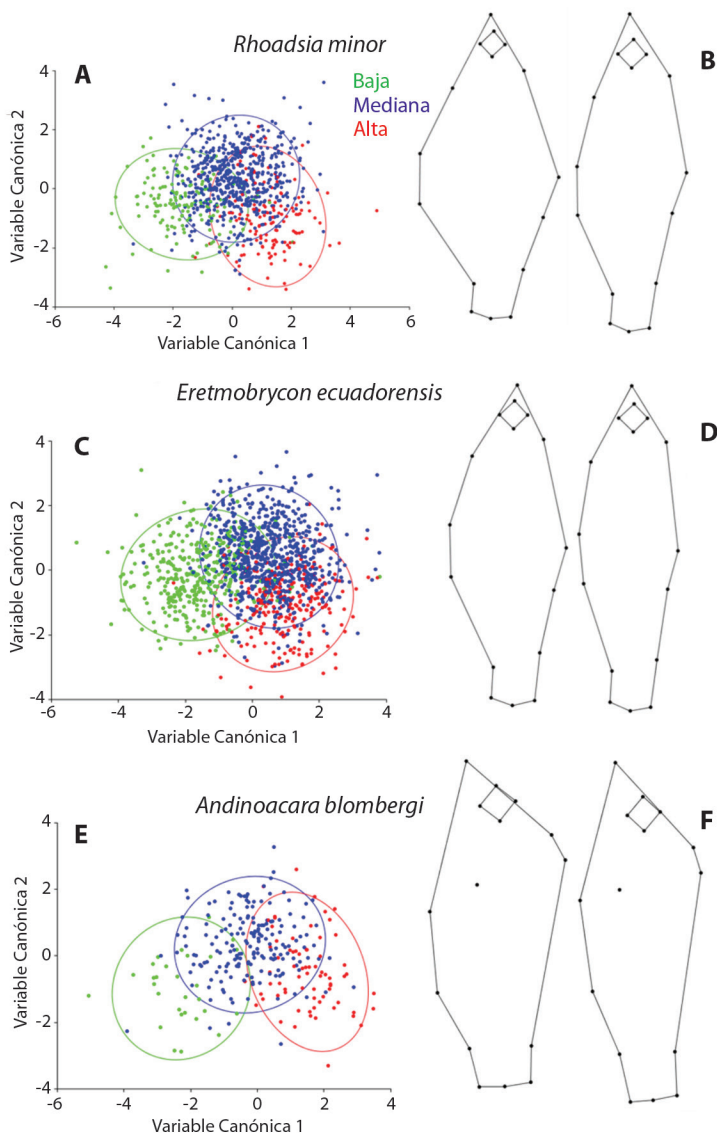 Rhoadsia minor
A
B
Baja
Mediana
Alta
Variable Canónica 2
4
2
0
-2
-4
-6
-4
-2
0
2
4
6
Variable Canónica 1
Eretmobrycon ecuadorensis
C
D
Variable Canónica 2
4
2
0
-2
-4
-6
-4
-2
0
2
4
Variable Canónica 1
Andinoacara blombergi
E
F
Variable Canónica 2
4
2
0
-2
-4
-6
-4
-2
0
2
4
Variable Canónica 1